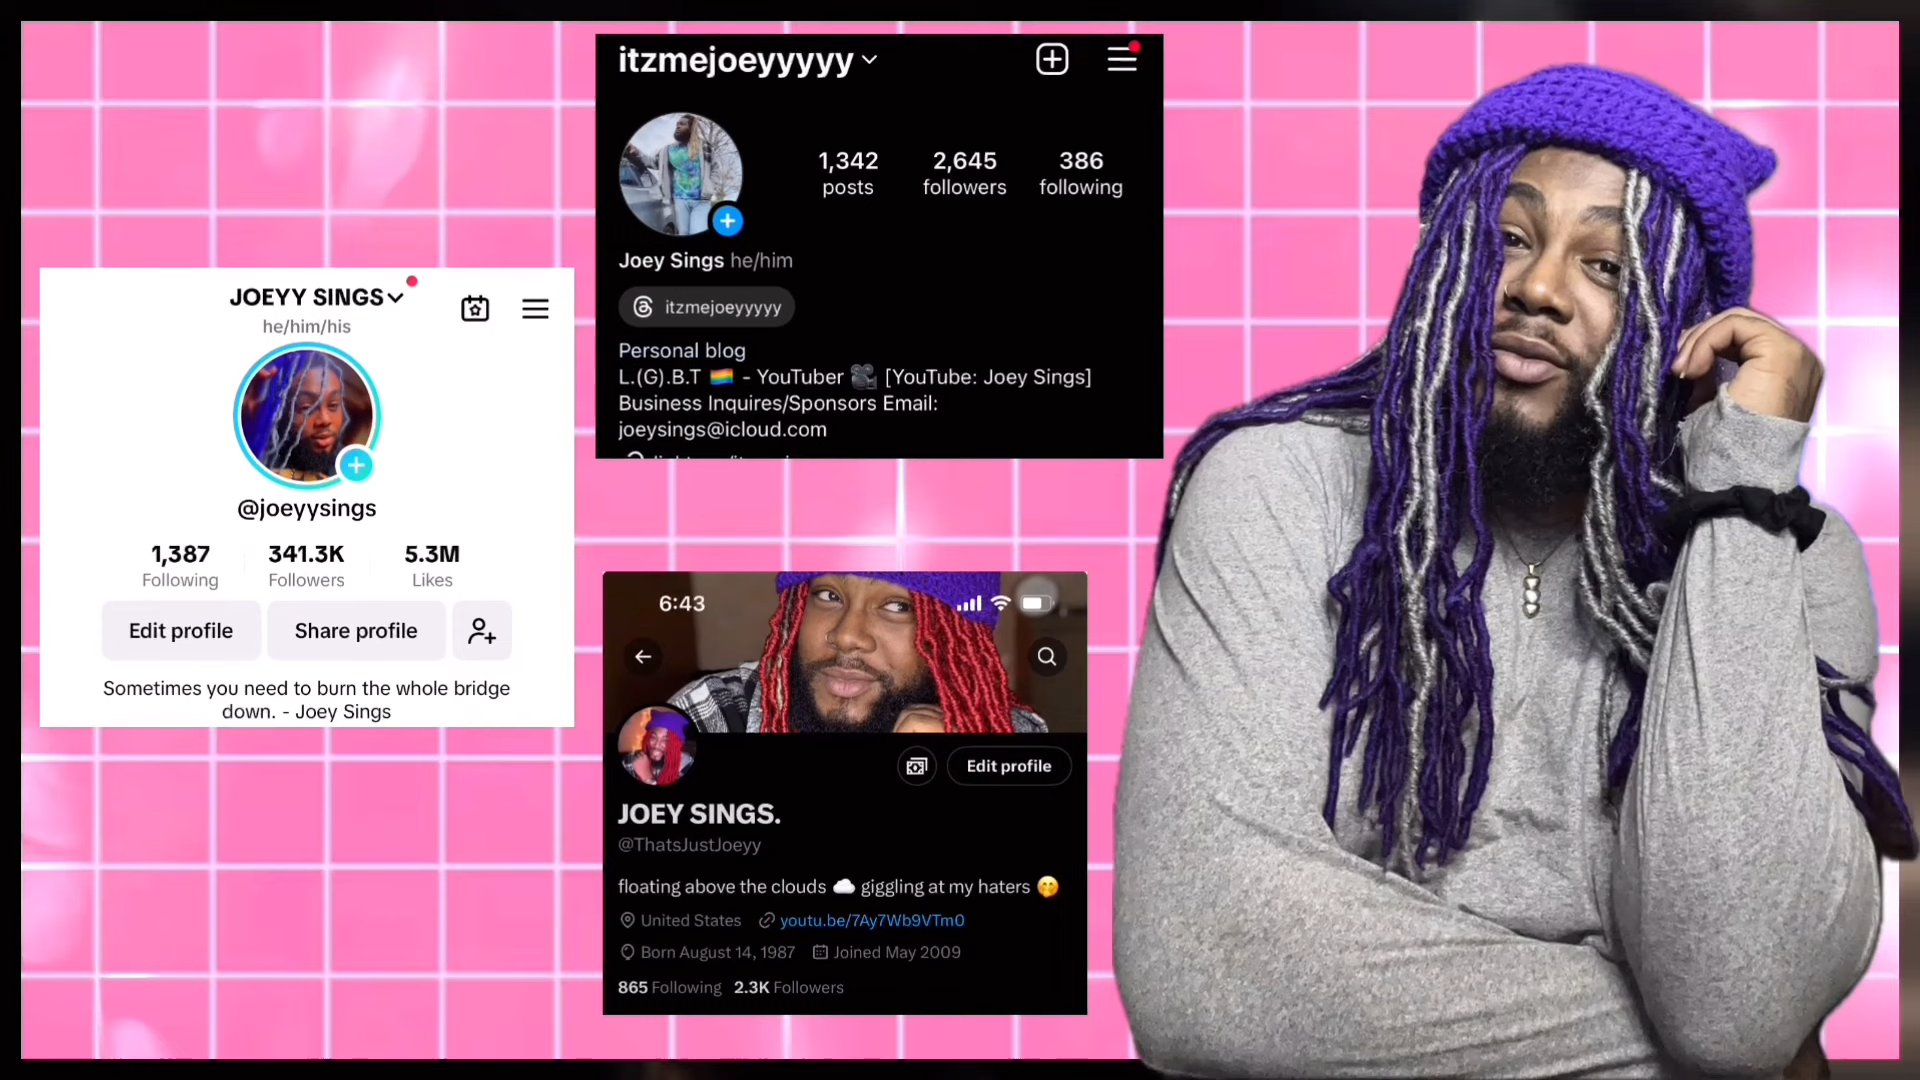 JOEYY SINGS
he/him/his
@joeyysings
1,387
Following
341.3K
Followers
5.3M
Likes
Edit profile
Share profile
Sometimes you need to burn the whole bridge
down. - Joey Sings
itzmejoeyyyyy
1,342
posts
2,645
followers
386
following
Joey Sings he/him
itzmejoeyyyyy
Personal blog
L.(G).B.T 🏳️‍🌈 - YouTuber 🎥 [YouTube: Joey Sings]
Business Inquires/Sponsors Email:
joeysings@icloud.com
6:43
Edit profile
JOEY SINGS.
@ThatsJustJoeyy
floating above the clouds ☁️ giggling at my haters 🤭
United States youtu.be/7Ay7Wb9VTm0
Born August 14, 1987 Joined May 2009
865 Following 2.3K Followers